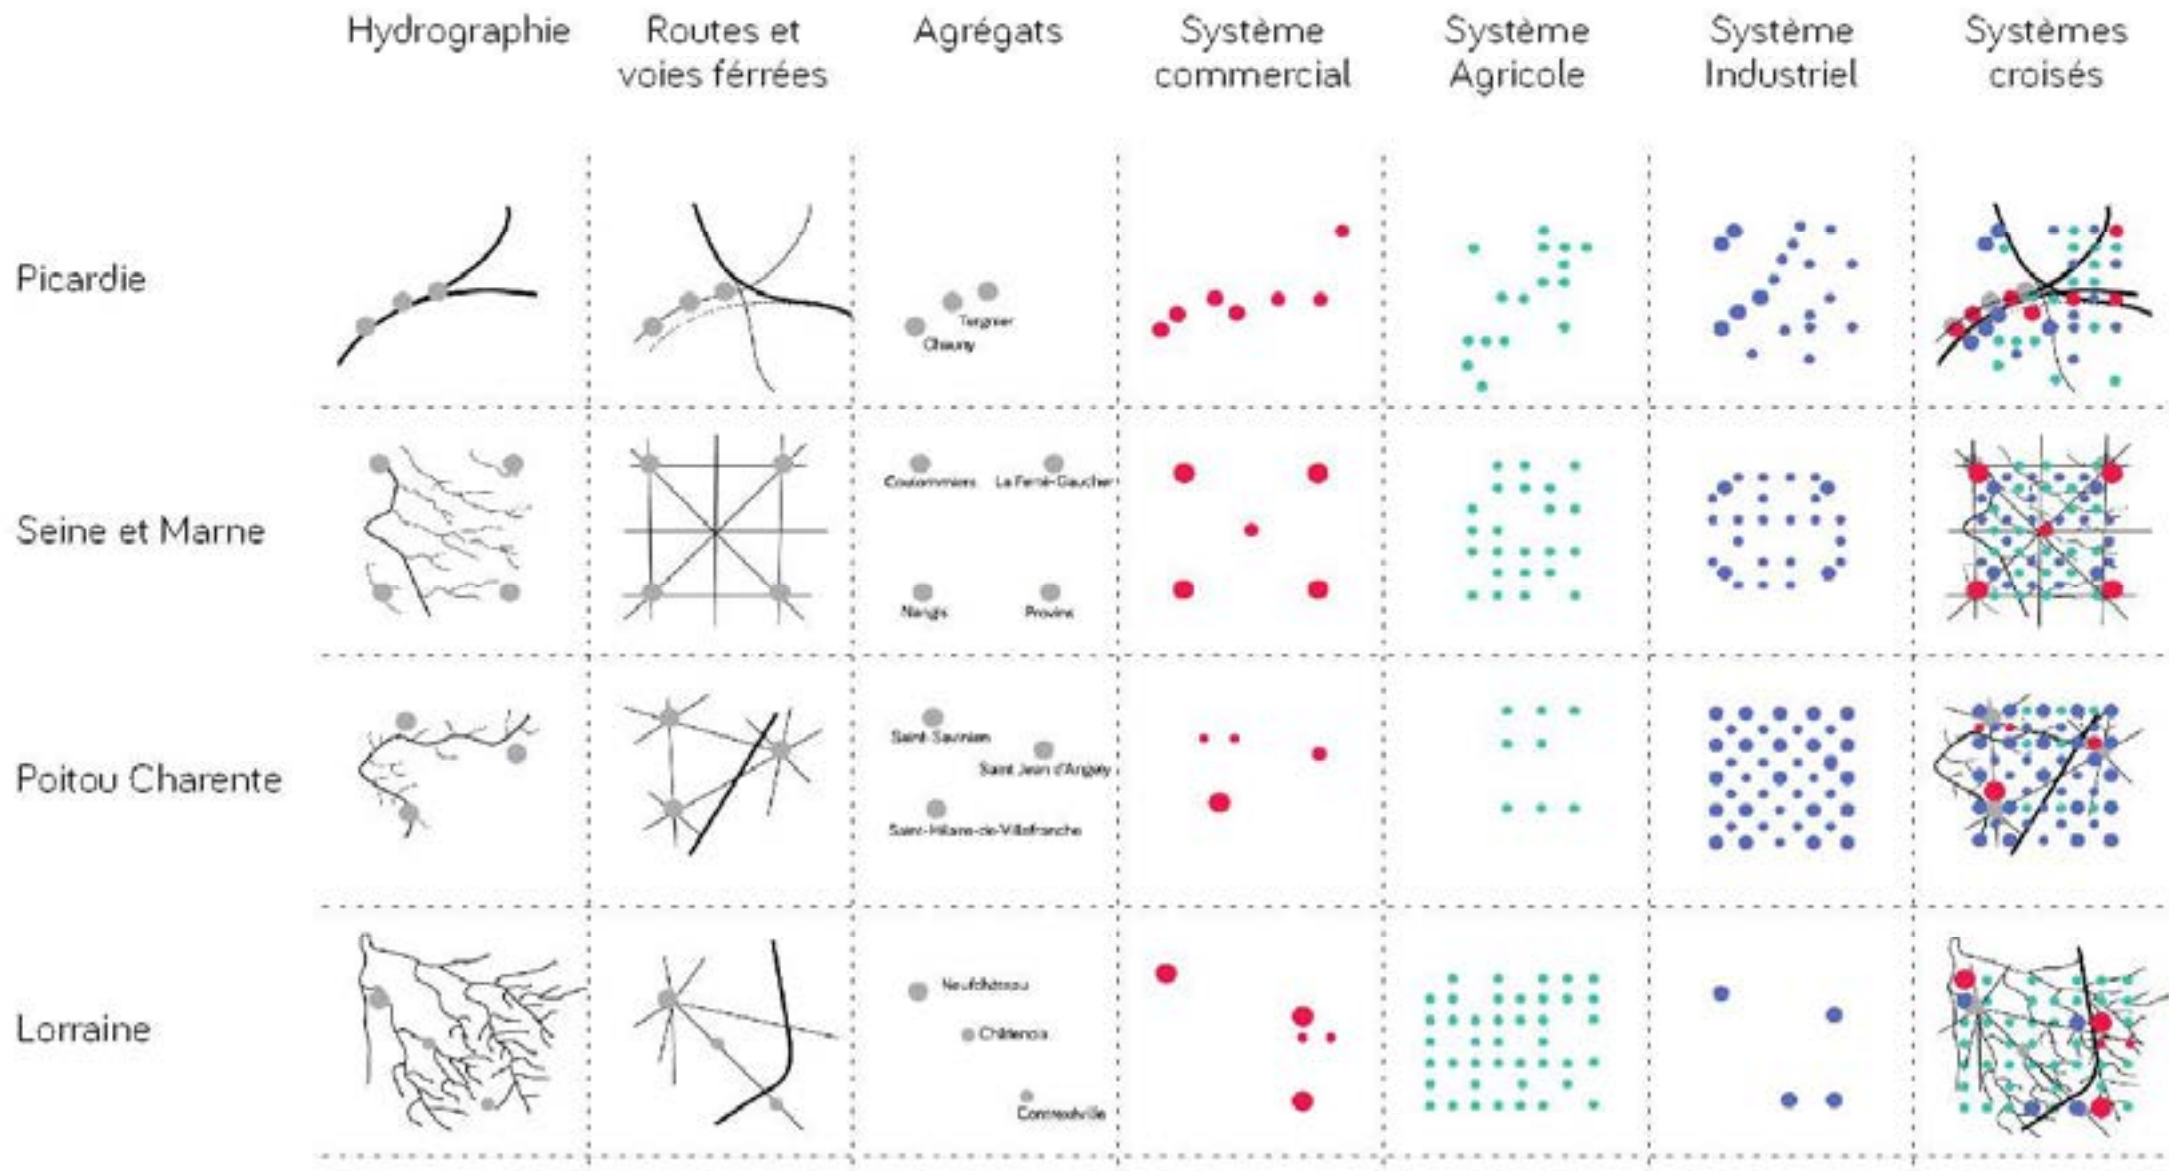 Hydrographie
Routes et
voies férrées
Agrégats
Système
commercial
Système
Agricole
Système
Industriel
Systèmes
croisés
Picardie
Tergnier
Chauny
Seine et Marne
Coulommiers
La Ferté-Gaucher
Nangis
Provins
Poitou Charente
Saint-Savinien
Saint Jean d'Angely
Saint-Hilaire-de-Villefranche
Lorraine
Neufchâteau
Châtenois
Contrexéville